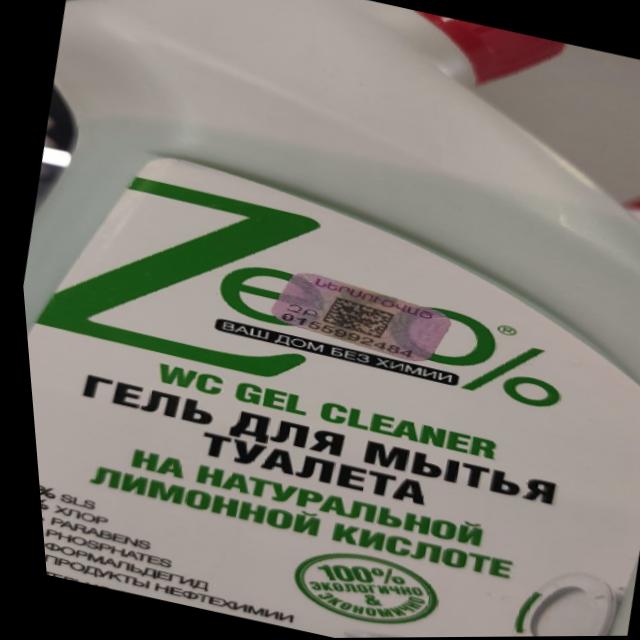 Zero%®
ՆԵՐՄՈՒԾՎԱԾ
ВАШ ДОМ БЕЗ ХИМИИ
WC GEL CLEANER
ГЕЛЬ ДЛЯ МЫТЬЯ
ТУАЛЕТА
НА НАТУРАЛЬНОЙ
ЛИМОННОЙ КИСЛОТЕ
% SLS
% ХЛОР
PARABENS
PHOSPHATES
ФОРМАЛЬДЕГИД
ПРОДУКТЫ НЕФТЕХИМИИ
100%
ЭКОЛОГИЧНО
&
ЭКОНОМИЧНО